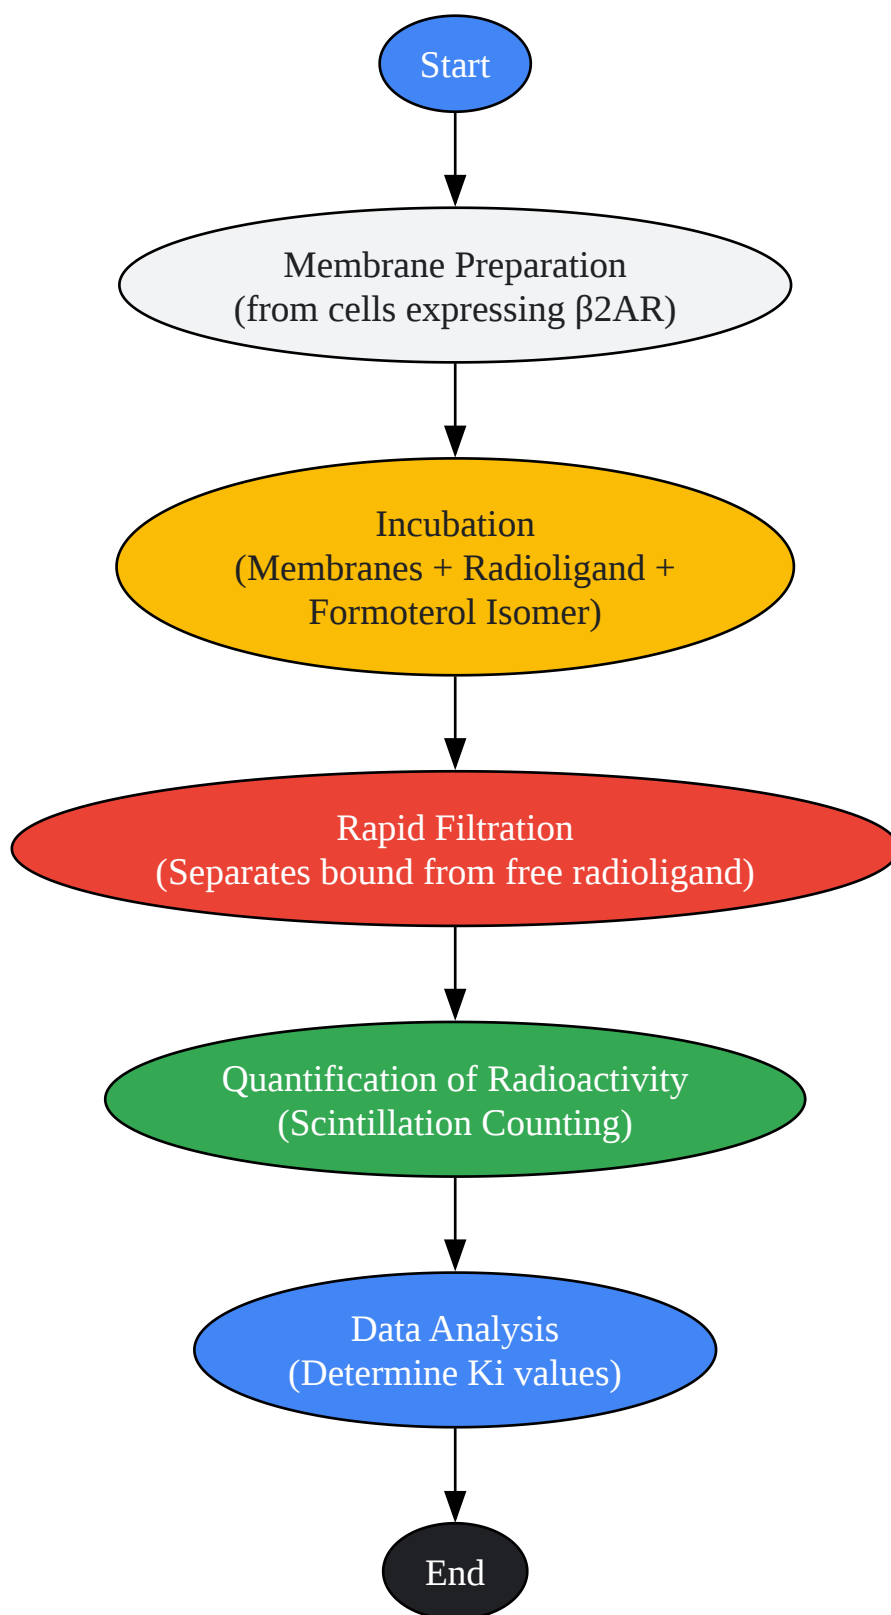 Start
Membrane Preparation
(from cells expressing β2AR)
Incubation
(Membranes + Radioligand +
Formoterol Isomer)
Rapid Filtration
(Separates bound from free radioligand)
Quantification of Radioactivity
(Scintillation Counting)
Data Analysis
(Determine Ki values)
End